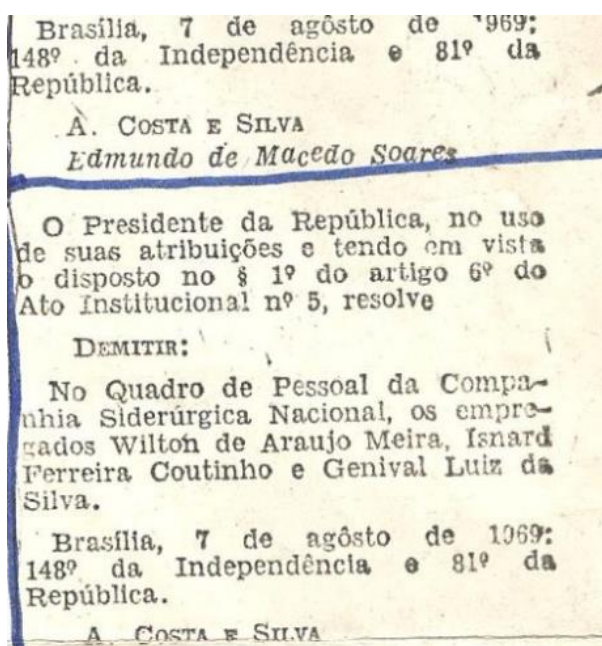 Brasília, 7 de agôsto de 1969;
148º da Independência e 81º da
República.
A. COSTA E SILVA
Edmundo de Macedo Soares
O Presidente da República, no uso
de suas atribuições e tendo em vista
o disposto no § 1º do artigo 6º do
Ato Institucional nº 5, resolve
DEMITIR:
No Quadro de Pessoal da Compa-
nhia Siderúrgica Nacional, os empre-
gados Wilton de Araujo Meira, Isnard
Ferreira Coutinho e Genival Luiz da
Silva.
Brasília, 7 de agôsto de 1969;
148º da Independência e 81º da
República.
A. COSTA E SILVA